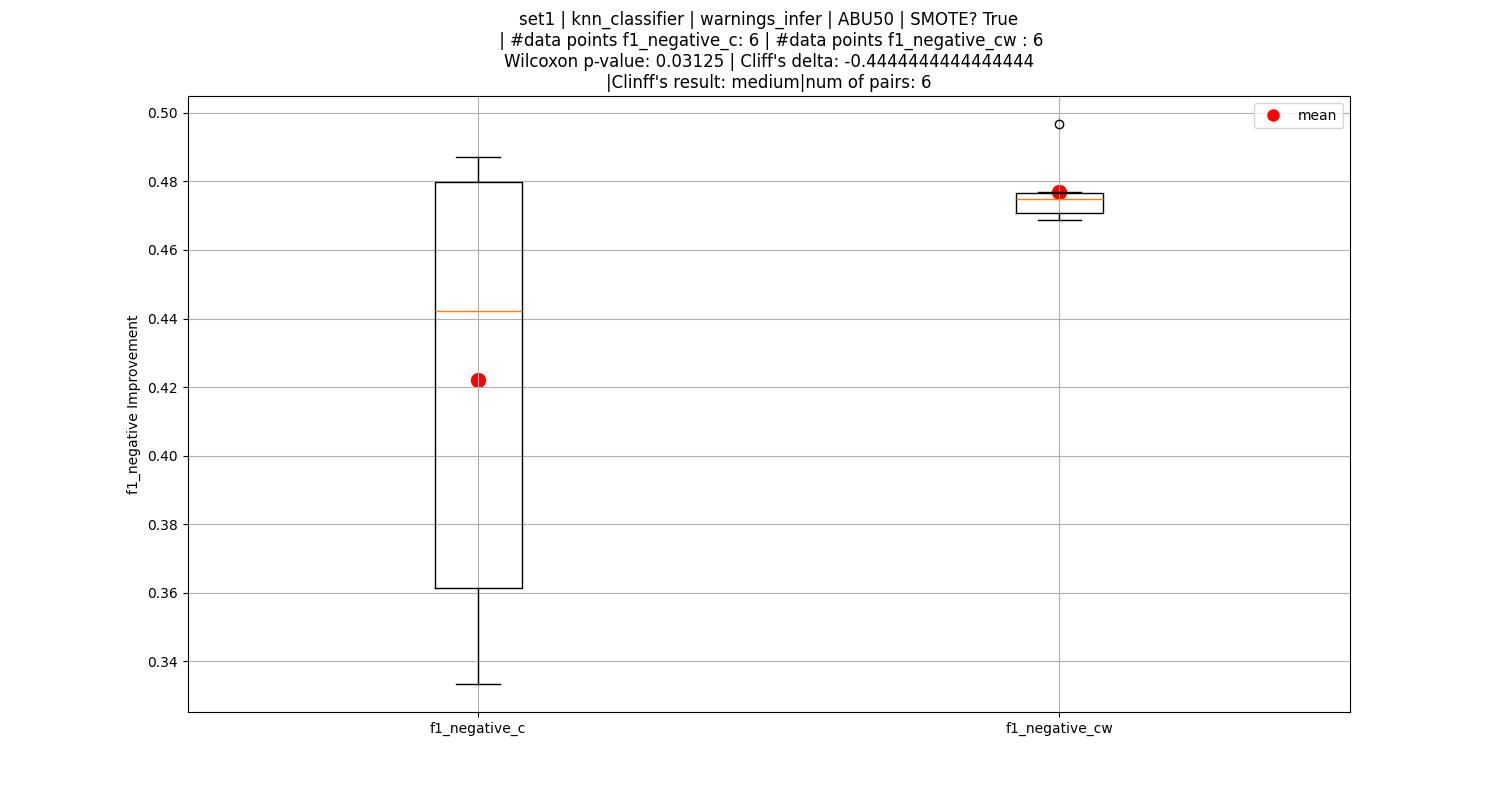 set1 | knn_classifier | warnings_infer | ABU50 | SMOTE? True
| #data points f1_negative_c: 6 | #data points f1_negative_cw : 6
Wilcoxon p-value: 0.03125 | Cliff's delta: -0.4444444444444444
|Clinff's result: medium|num of pairs: 6
mean
0.50
0.48
0.46
0.44
0.42
0.40
0.38
0.36
0.34
f1_negative Improvement
f1_negative_c
f1_negative_cw